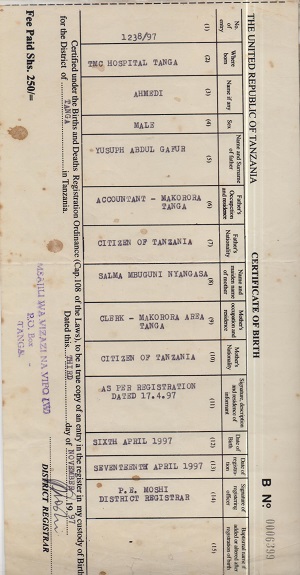 THE UNITED REPUBLIC OF TANZANIA
CERTIFICATE OF BIRTH
B No 0006399
No. of entry
(1)
1238/97
Where born
(2)
TMC HOSPITAL TANGA
Name if any
(3)
AHMEDI
Sex
(4)
MALE
Name and Surname of father
(5)
YUSUPH ABDUL GAFUR
Father's Occupation and residence
(6)
ACCOUNTANT - MAKORORA
TANGA
Father's Nationality
(7)
CITIZEN OF TANZANIA
Name and maiden name of mother
(8)
SALMA MBUGUNI NYANGASA
Mother's occupation and residence
(9)
CLERK - MAKORORA AREA
TANGA
Mother's Nationality
(10)
CITIZEN OF TANZANIA
Signature, description and residence of informant
(11)
AS PER REGISTRATION
DATED 17.4.97
Date of Birth
(12)
SIXTH APRIL 1997
Date of registration
(13)
SEVENTEENTH APRIL 1997
Signature of registering officer
(14)
P.E. MOSHI
DISTRICT REGISTRAR
Baptismal name if added or altered after registration of birth
(15)
Certified under the Births and Deaths Registration Ordinance (Cap. 108 of the Laws), to be a true copy of an entry in the register in my custody of Birth
for the District of TANGA in Tanzania.
Dated this THIRD day of NOVEMBER 1997
MSAJILI WA VIZAZI NA VIFO (W)
P.O. Box
TANGA.
DISTRICT REGISTRAR
Fee Paid Shs. 250/=